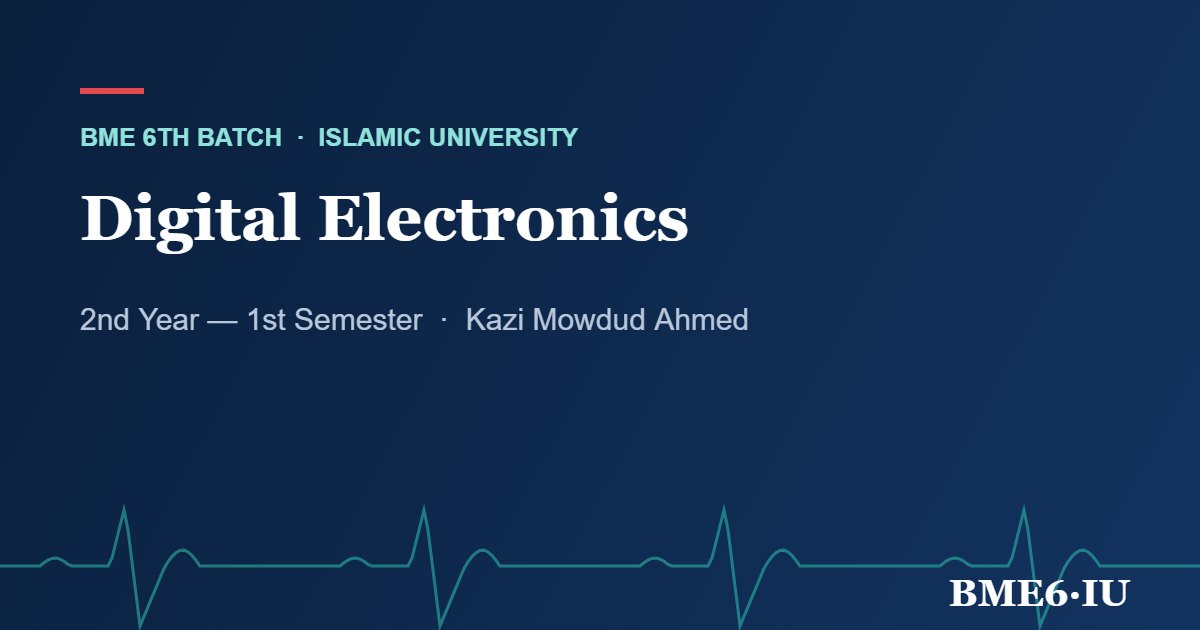 BME 6TH BATCH · ISLAMIC UNIVERSITY
Digital Electronics
2nd Year — 1st Semester · Kazi Mowdud Ahmed
BME6·IU